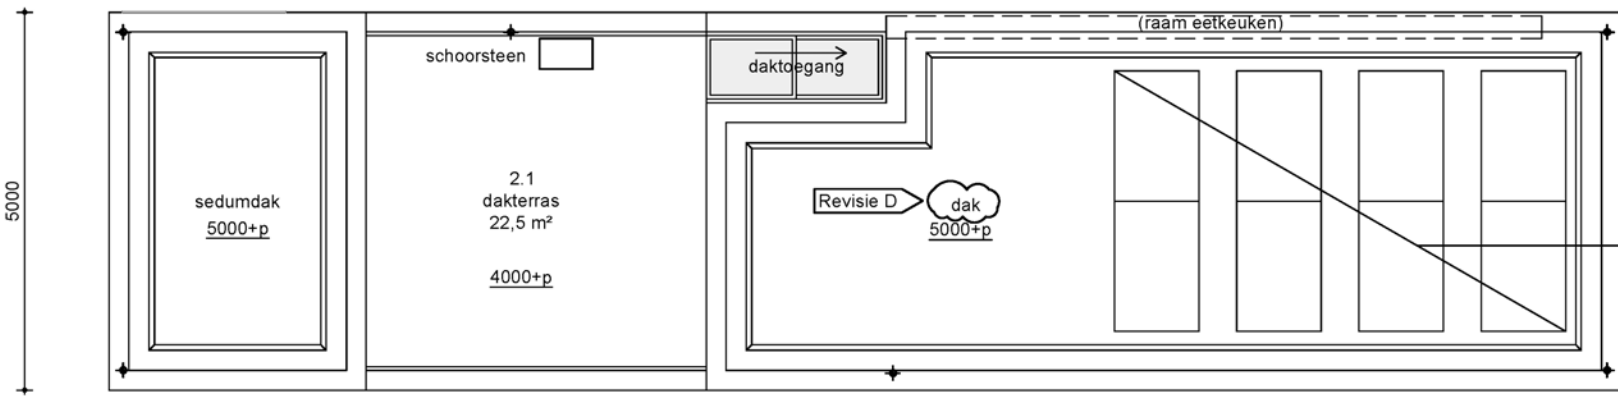 (raam eetkeuken)
schoorsteen
daktoegang
5000
sedumdak
5000+p
2.1
dakterras
22,5 m²
4000+p
Revisie D
dak
5000+p